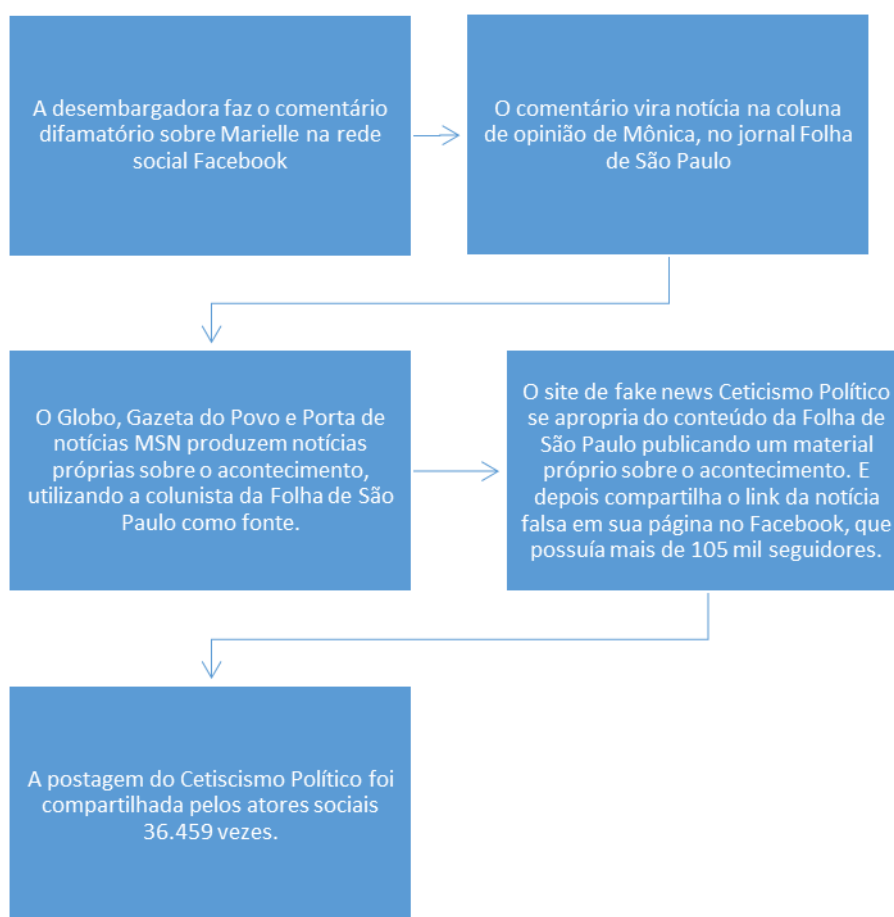 A desembargadora faz o comentário
difamatório sobre Marielle na rede
social Facebook
O comentário vira notícia na coluna
de opinião de Mônica, no jornal Folha
de São Paulo
O Globo, Gazeta do Povo e Porta de
notícias MSN produzem notícias
próprias sobre o acontecimento,
utilizando a colunista da Folha de São
Paulo como fonte.
O site de fake news Ceticismo Político
se apropria do conteúdo da Folha de
São Paulo publicando um material
próprio sobre o acontecimento. E
depois compartilha o link da notícia
falsa em sua página no Facebook, que
possuía mais de 105 mil seguidores.
A postagem do Cetiscismo Político foi
compartilhada pelos atores sociais
36.459 vezes.